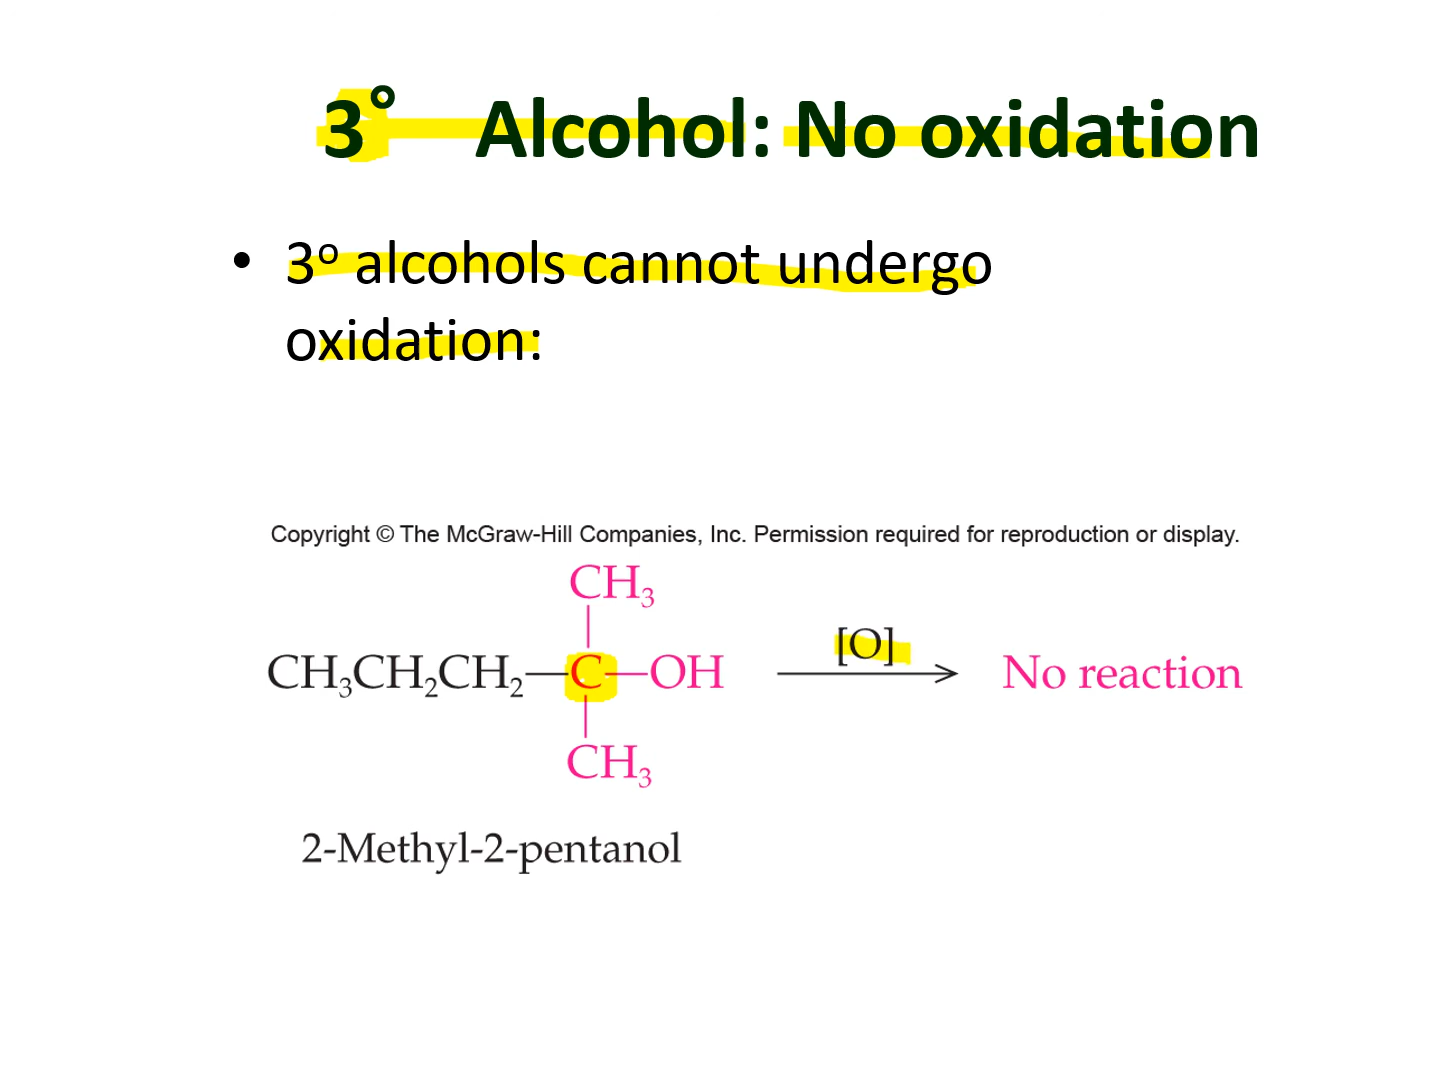 3° Alcohol: No oxidation
• 3º alcohols cannot undergo
oxidation:
Copyright © The McGraw-Hill Companies, Inc. Permission required for reproduction or display.
CH₃
[O]
CH₃CH₂CH₂—C—OH No reaction
CH₃
2-Methyl-2-pentanol